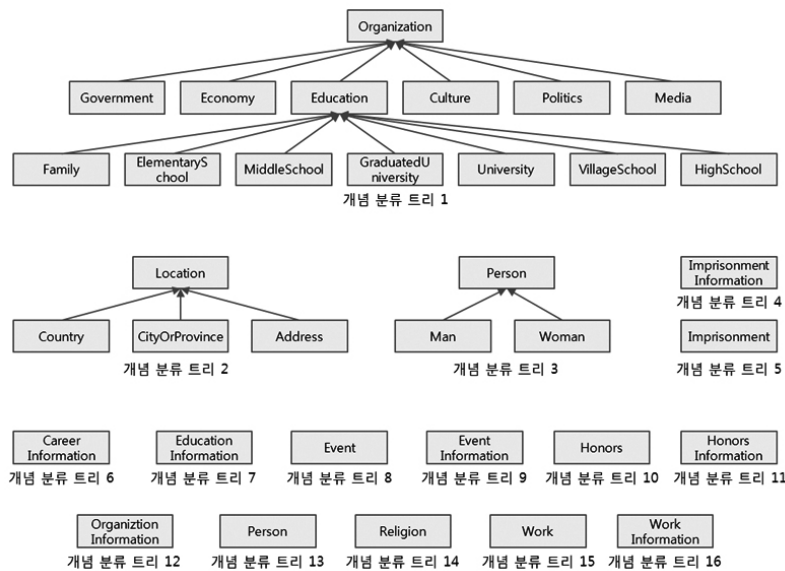 Organization
Government Economy Education Culture Politics Media
Family ElementaryS
chool MiddleSchool GraduatedU
niversity University VillageSchool HighSchool
개념 분류 트리 1
Location Person Imprisonment
Information
개념 분류 트리 4
Country CityOrProvince Address Man Woman Imprisonment
개념 분류 트리 2 개념 분류 트리 3 개념 분류 트리 5
Career
Information Education
Information Event Event
Information Honors Honors
Information
개념 분류 트리 6 개념 분류 트리 7 개념 분류 트리 8 개념 분류 트리 9 개념 분류 트리 10 개념 분류 트리 11
Organiztion
Information Person Religion Work Work
Information
개념 분류 트리 12 개념 분류 트리 13 개념 분류 트리 14 개념 분류 트리 15 개념 분류 트리 16